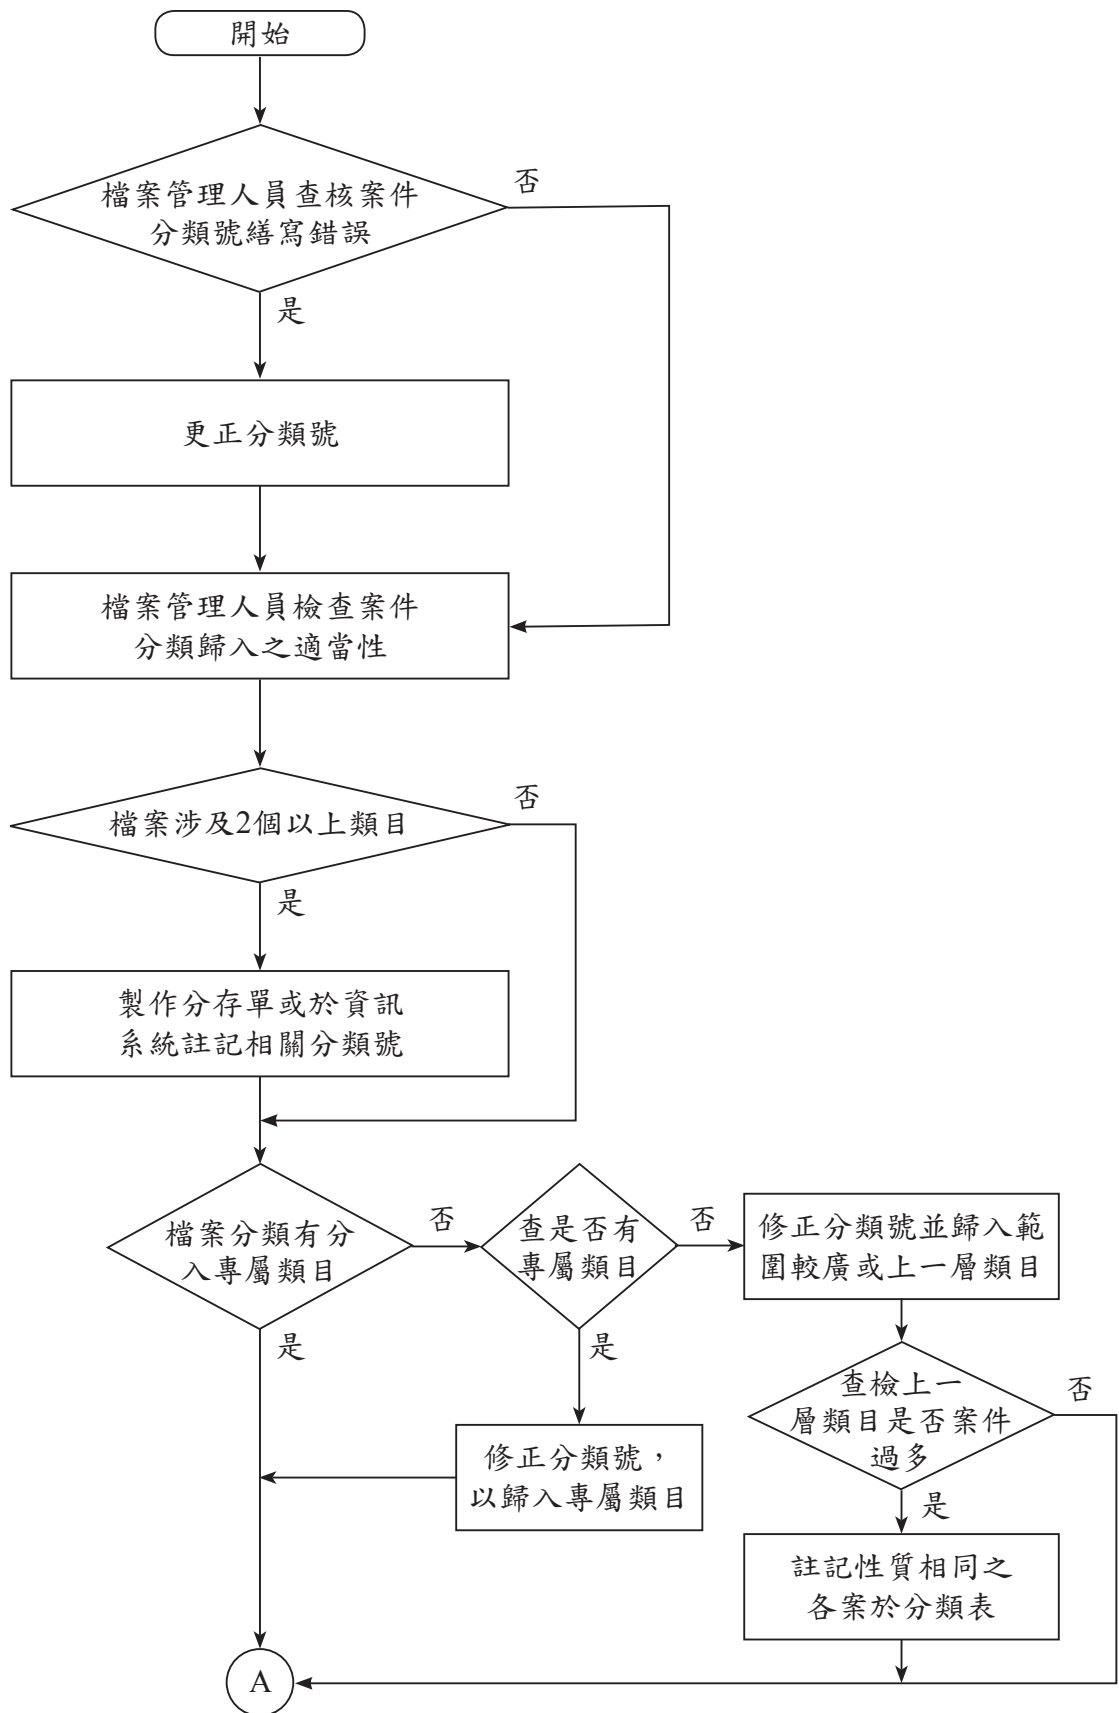 開始
檔案管理人員查核案件
分類號繕寫錯誤
否
是
更正分類號
檔案管理人員檢查案件
分類歸入之適當性
檔案涉及2個以上類目
否
是
製作分存單或於資訊
系統註記相關分類號
檔案分類有分
入專屬類目
否
是
查是否有
專屬類目
否
是
修正分類號並歸入範
圍較廣或上一層類目
修正分類號，
以歸入專屬類目
查檢上一
層類目是否案件
過多
否
是
註記性質相同之
各案於分類表
A